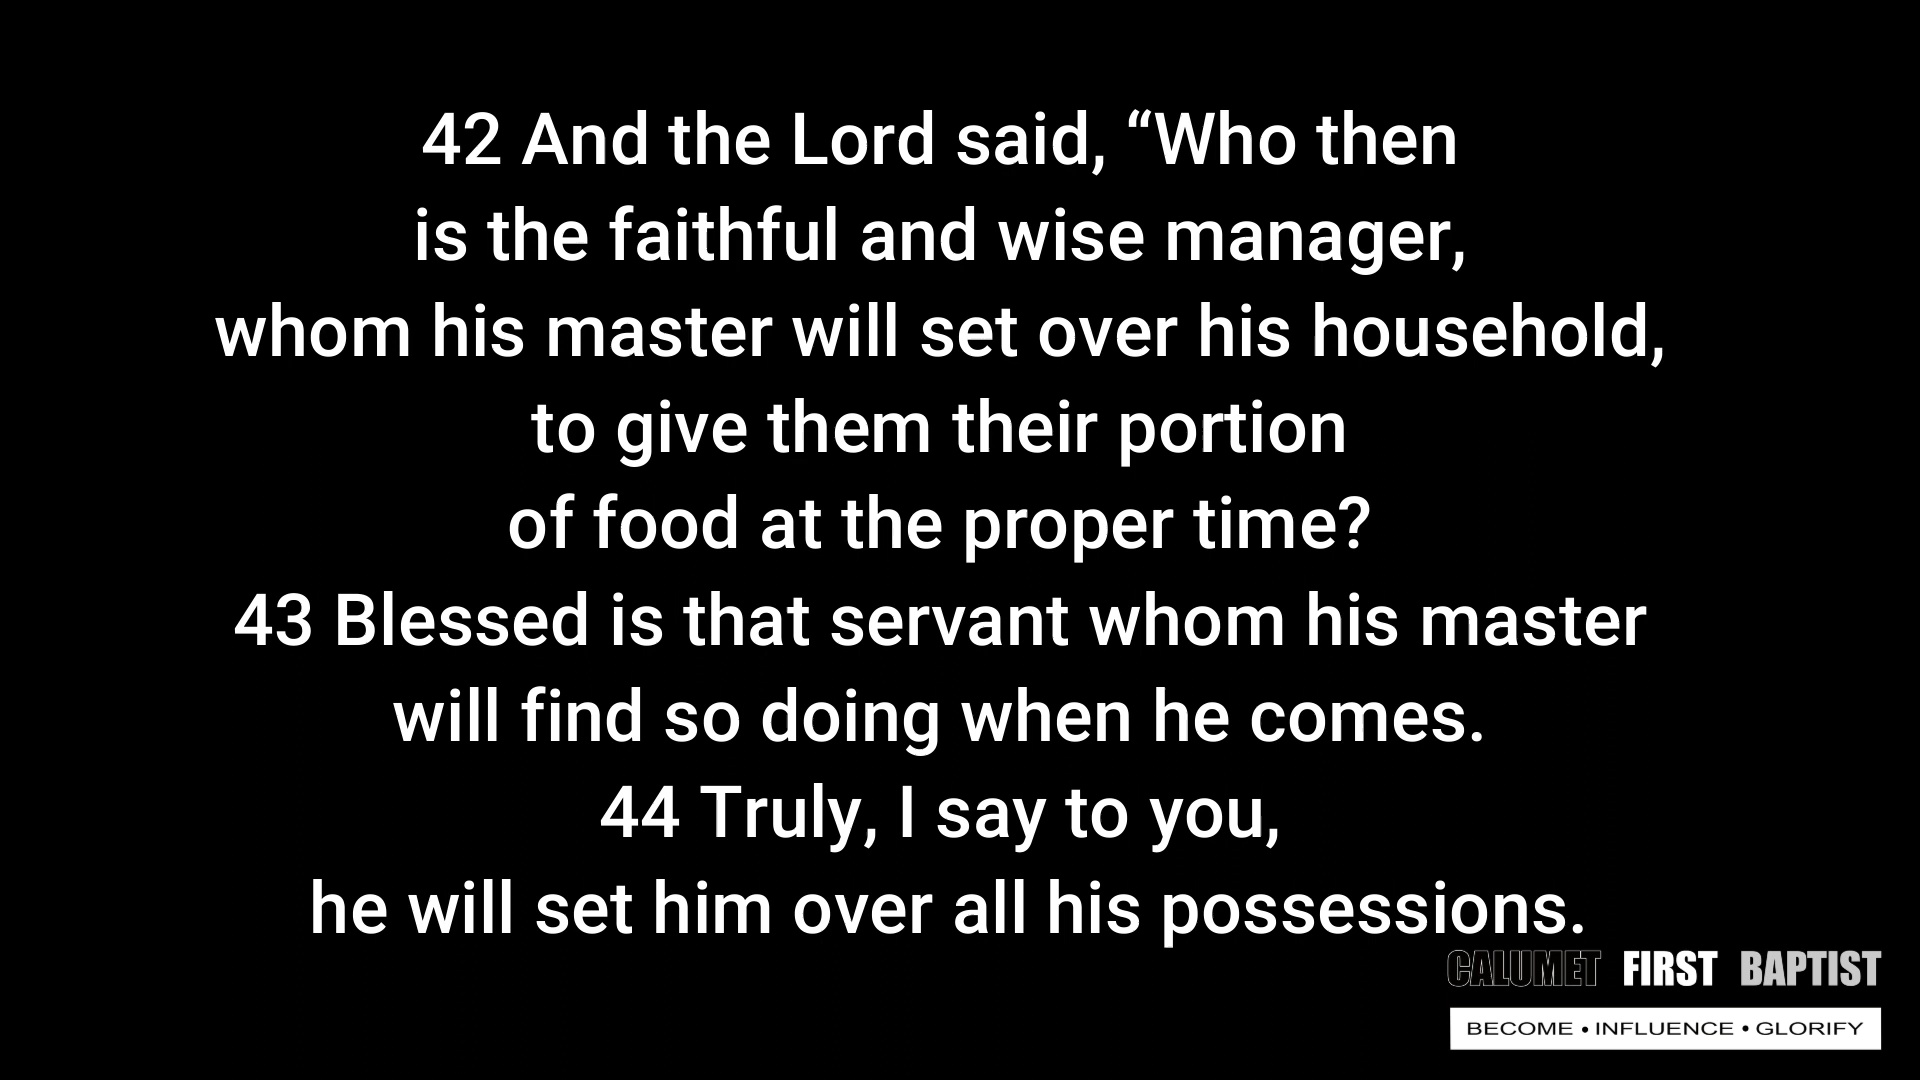 42 And the Lord said, “Who then
is the faithful and wise manager,
whom his master will set over his household,
to give them their portion
of food at the proper time?
43 Blessed is that servant whom his master
will find so doing when he comes.
44 Truly, I say to you,
he will set him over all his possessions.
CALUMET FIRST BAPTIST
BECOME • INFLUENCE • GLORIFY